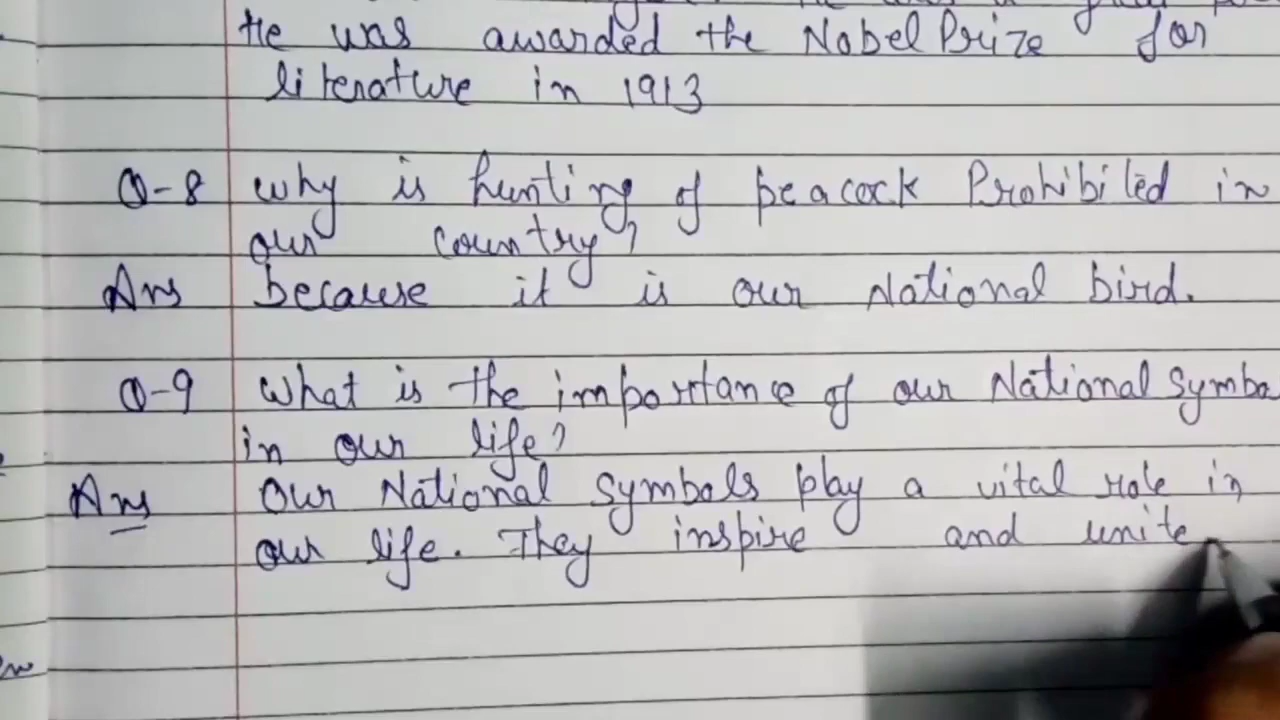 He was awarded the Nobel Prize for
literature in 1913
Q-8 why is hunting of peacock Prohibited in
our country?
Ans because it is our National bird.
Q-9 What is the importance of our National Symbo
in our life?
Ans Our National Symbols play a vital role in
our life. They inspire and unite